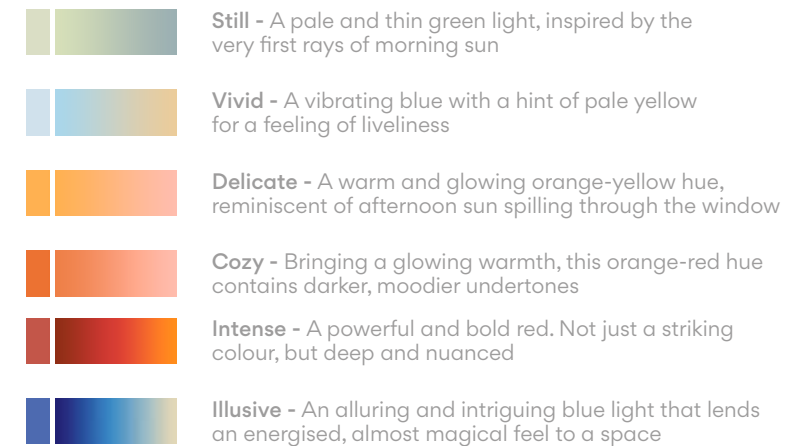 Still - A pale and thin green light, inspired by the
very first rays of morning sun
Vivid - A vibrating blue with a hint of pale yellow
for a feeling of liveliness
Delicate - A warm and glowing orange-yellow hue,
reminiscent of afternoon sun spilling through the window
Cozy - Bringing a glowing warmth, this orange-red hue
contains darker, moodier undertones
Intense - A powerful and bold red. Not just a striking
colour, but deep and nuanced
Illusive - An alluring and intriguing blue light that lends
an energised, almost magical feel to a space